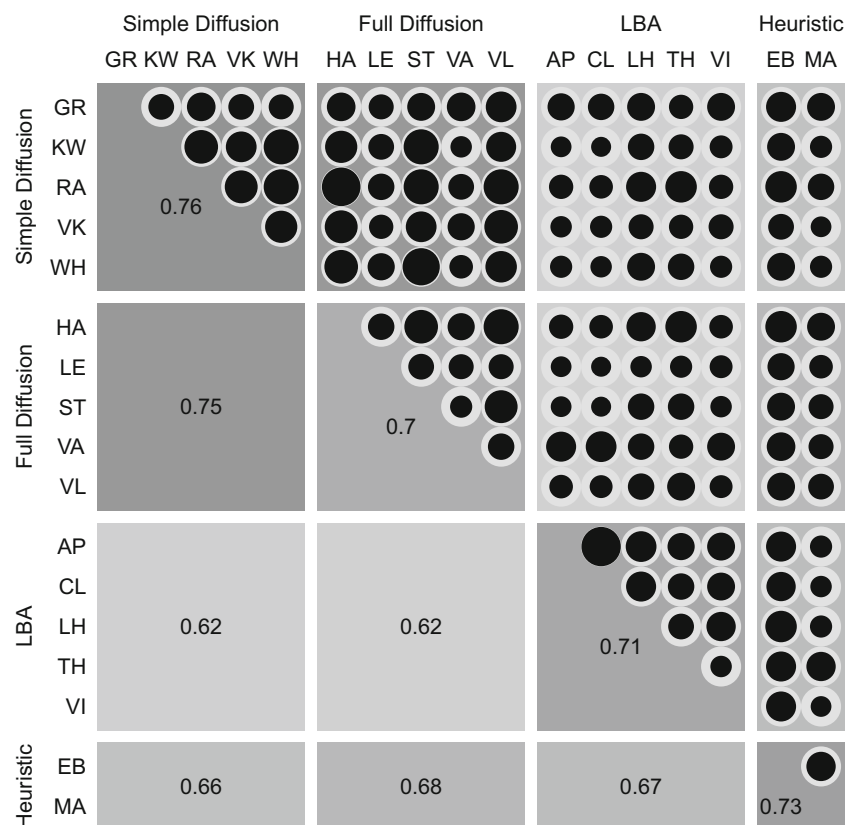 Simple Diffusion Full Diffusion LBA Heuristic
GR KW RA VK WH HA LE ST VA VL AP CL LH TH VI EB MA
Simple Diffusion
GR
KW
RA
VK
WH
0.76
Full Diffusion
HA
LE
ST
VA
VL
0.75
0.7
LBA
AP
CL
LH
TH
VI
0.62
0.62
0.71
Heuristic
EB
MA
0.66
0.68
0.67
0.73